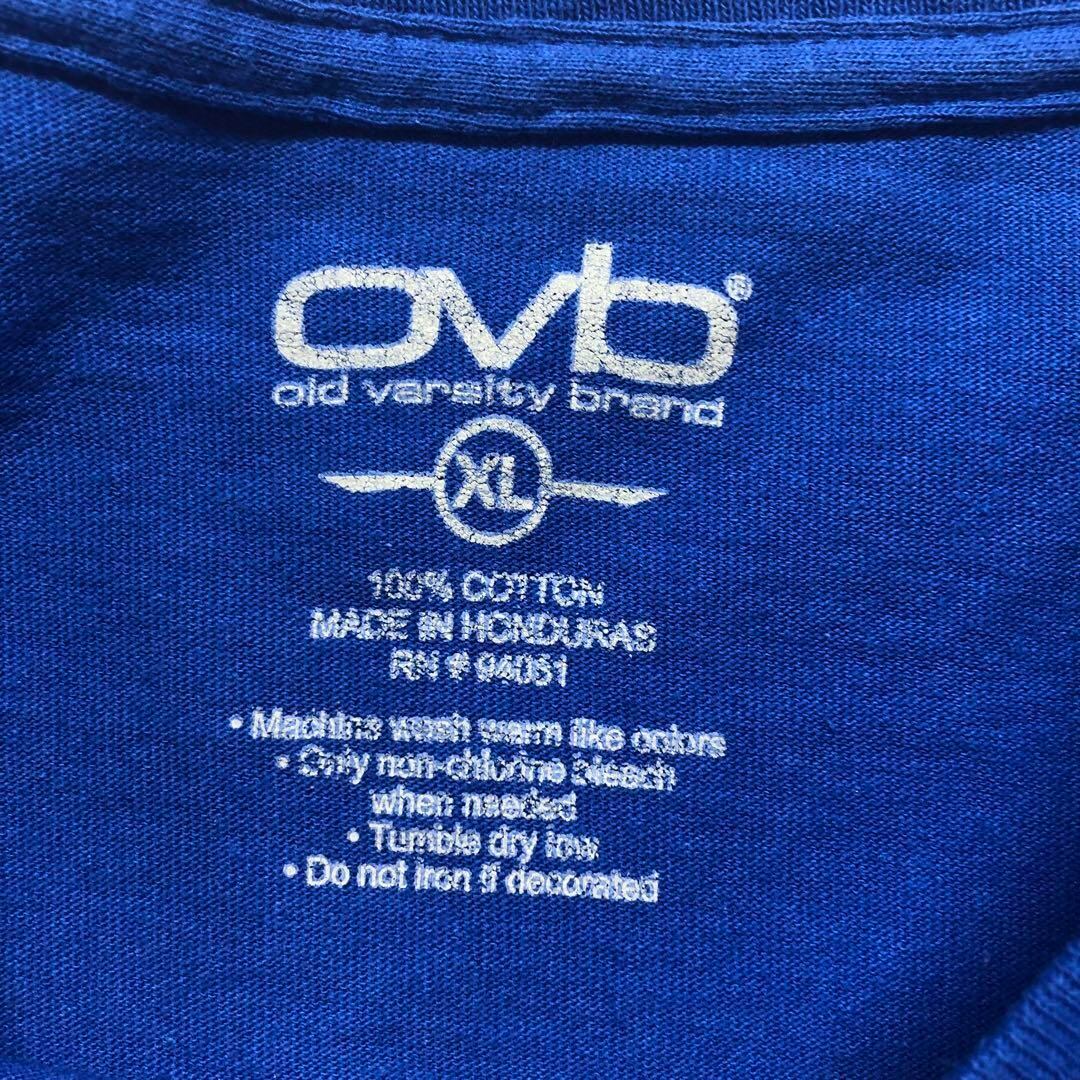 ovb®
old varsity brand
XL
100% COTTON
MADE IN HONDURAS
RN # 94051
• Machine wash warm like colors
• Only non-chlorine bleach
when needed
• Tumble dry low
• Do not iron if decorated